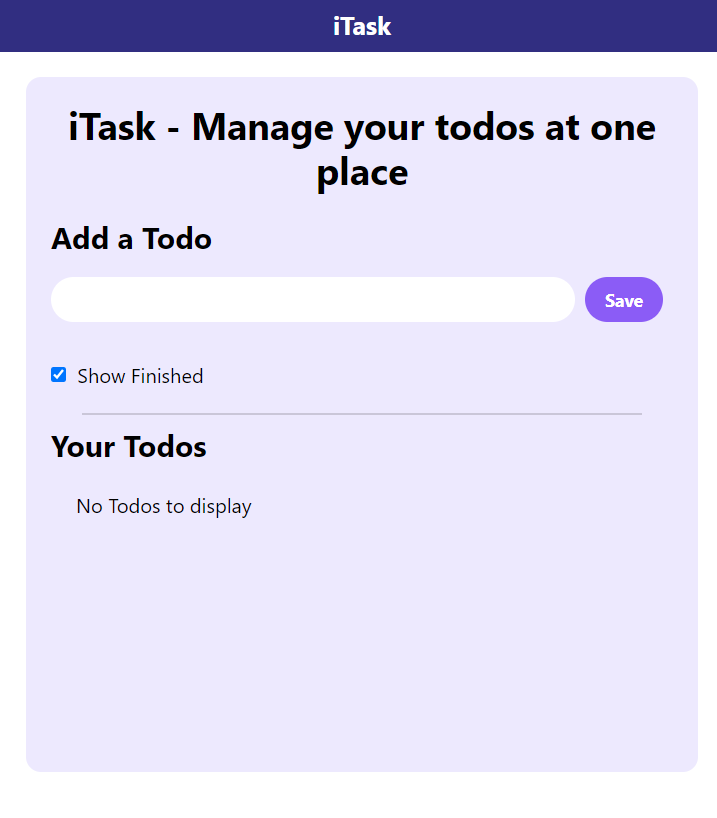 iTask
iTask - Manage your todos at one
place
Add a Todo
Save
Show Finished
Your Todos
No Todos to display